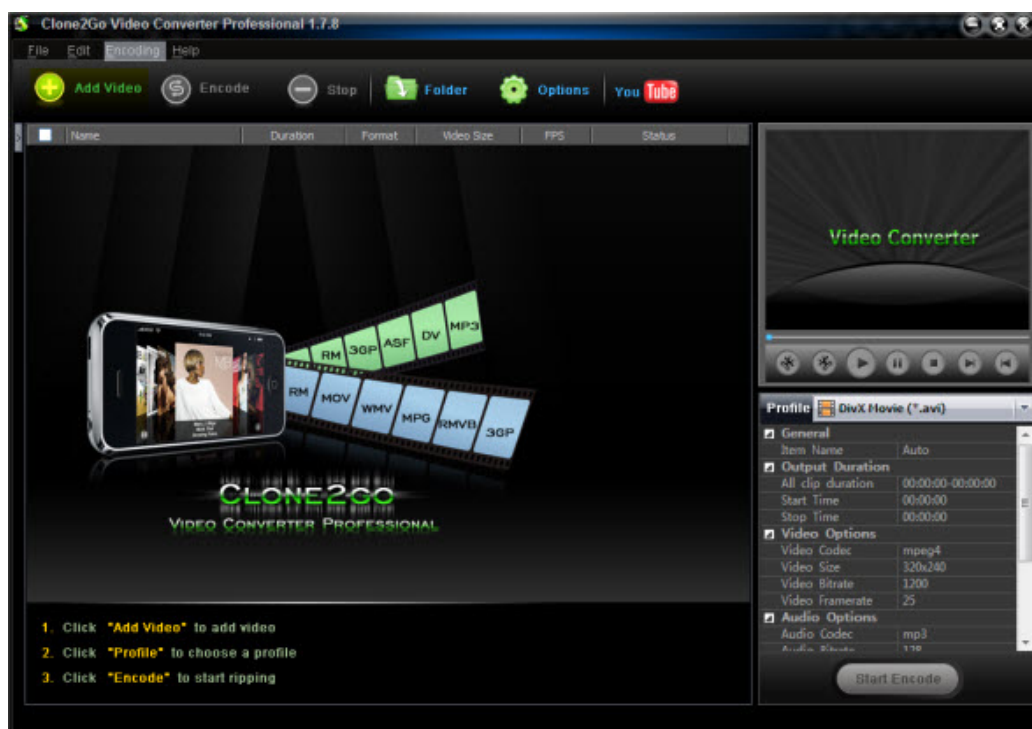 Clone2Go Video Converter Professional 1.7.8
File Edit Encoding Help
Add Video Encode Stop Folder Options You Tube
Name Duration Format Video Size FPS Status
RM 3GP ASF DV MP3
RM MOV WMV MPG RMVB 3GP
CLONE2GO
VIDEO CONVERTER PROFESSIONAL
1. Click "Add Video" to add video
2. Click "Profile" to choose a profile
3. Click "Encode" to start ripping
Video Converter
Profile DivX Movie (*.avi)
General
Item Name Auto
Output Duration
All clip duration 00:00:00-00:00:00
Start Time 00:00:00
Stop Time 00:00:00
Video Options
Video Codec mpeg4
Video Size 320x240
Video Bitrate 1200
Video Framerate 25
Audio Options
Audio Codec mp3
Audio Bitrate 128
Start Encode